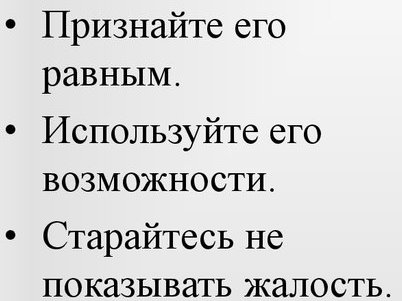 • Признайте его
равным.
• Используйте его
возможности.
• Старайтесь не
показывать жалость.